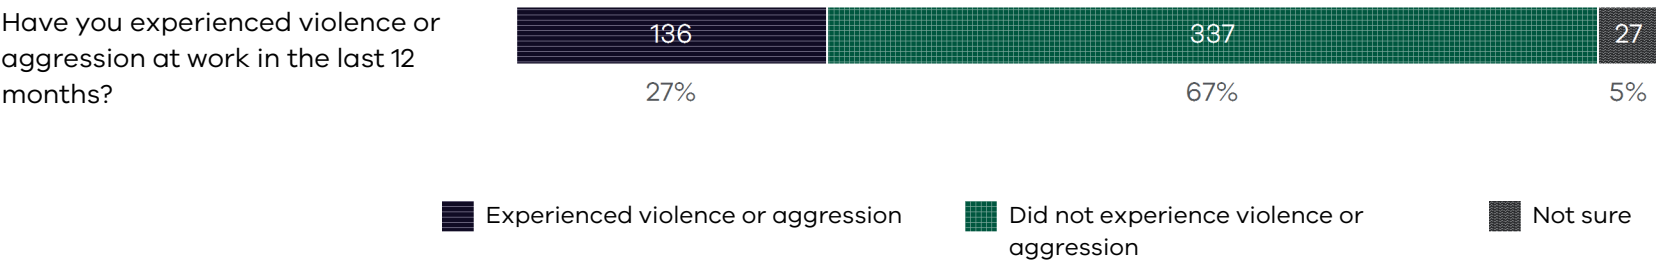 Have you experienced violence or
aggression at work in the last 12
months?
136
337
27
27%
67%
5%
Experienced violence or aggression
Did not experience violence or
aggression
Not sure